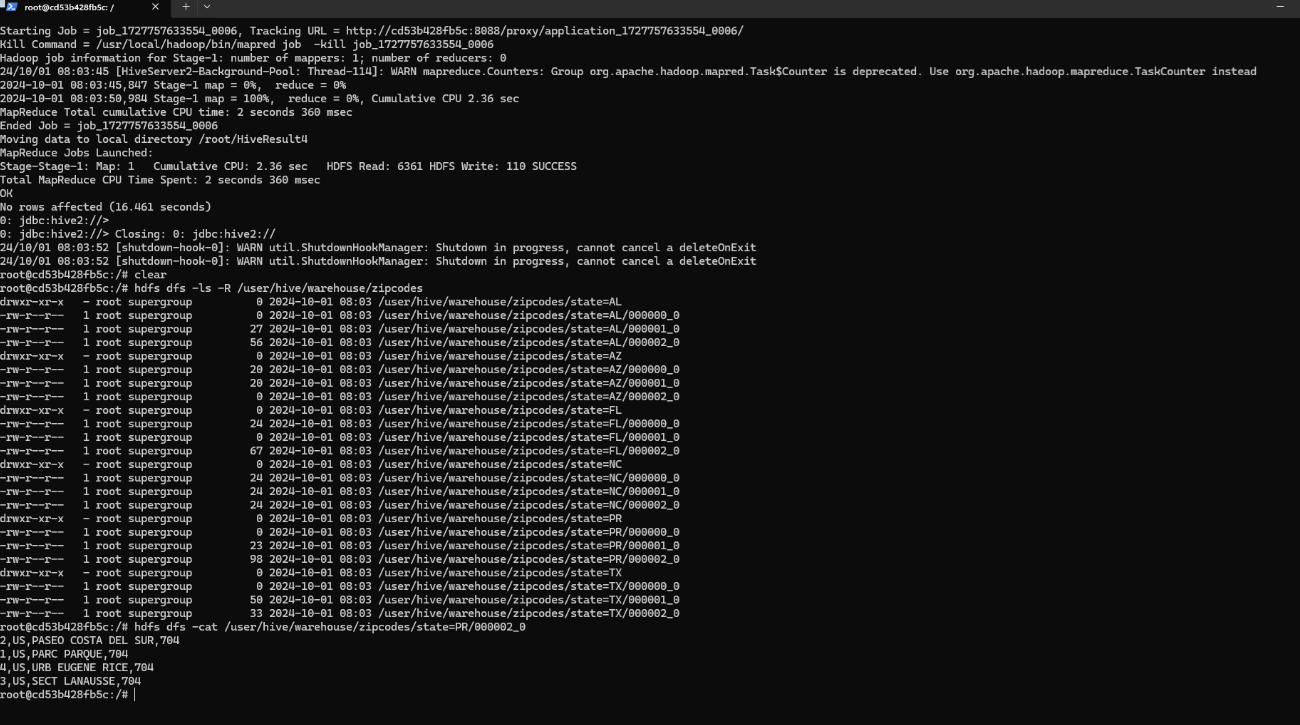 root@cd53b428fb5c: /
Starting Job = job_1727757633554_0006, Tracking URL = http://cd53b428fb5c:8088/proxy/application_1727757633554_0006/
Kill Command = /usr/local/hadoop/bin/mapred job  -kill job_1727757633554_0006
Hadoop job information for Stage-1: number of mappers: 1; number of reducers: 0
24/10/01 08:03:45 [HiveServer2-Background-Pool: Thread-114]: WARN mapreduce.Counters: Group org.apache.hadoop.mapred.Task$Counter is deprecated. Use org.apache.hadoop.mapreduce.TaskCounter instead
2024-10-01 08:03:45,847 Stage-1 map = 0%,  reduce = 0%
2024-10-01 08:03:50,984 Stage-1 map = 100%,  reduce = 0%, Cumulative CPU 2.36 sec
MapReduce Total cumulative CPU time: 2 seconds 360 msec
Ended Job = job_1727757633554_0006
Moving data to local directory /root/HiveResult4
MapReduce Jobs Launched:
Stage-Stage-1: Map: 1   Cumulative CPU: 2.36 sec   HDFS Read: 6361 HDFS Write: 110 SUCCESS
Total MapReduce CPU Time Spent: 2 seconds 360 msec
OK
No rows affected (16.461 seconds)
0: jdbc:hive2://>
0: jdbc:hive2://> Closing: 0: jdbc:hive2://
24/10/01 08:03:52 [shutdown-hook-0]: WARN util.ShutdownHookManager: Shutdown in progress, cannot cancel a deleteOnExit
24/10/01 08:03:52 [shutdown-hook-0]: WARN util.ShutdownHookManager: Shutdown in progress, cannot cancel a deleteOnExit
root@cd53b428fb5c:/# clear
root@cd53b428fb5c:/# hdfs dfs -ls -R /user/hive/warehouse/zipcodes
drwxr-xr-x   - root supergroup          0 2024-10-01 08:03 /user/hive/warehouse/zipcodes/state=AL
-rw-r--r--   1 root supergroup          0 2024-10-01 08:03 /user/hive/warehouse/zipcodes/state=AL/000000_0
-rw-r--r--   1 root supergroup         27 2024-10-01 08:03 /user/hive/warehouse/zipcodes/state=AL/000001_0
-rw-r--r--   1 root supergroup         56 2024-10-01 08:03 /user/hive/warehouse/zipcodes/state=AL/000002_0
drwxr-xr-x   - root supergroup          0 2024-10-01 08:03 /user/hive/warehouse/zipcodes/state=AZ
-rw-r--r--   1 root supergroup         20 2024-10-01 08:03 /user/hive/warehouse/zipcodes/state=AZ/000000_0
-rw-r--r--   1 root supergroup         20 2024-10-01 08:03 /user/hive/warehouse/zipcodes/state=AZ/000001_0
-rw-r--r--   1 root supergroup          0 2024-10-01 08:03 /user/hive/warehouse/zipcodes/state=AZ/000002_0
drwxr-xr-x   - root supergroup          0 2024-10-01 08:03 /user/hive/warehouse/zipcodes/state=FL
-rw-r--r--   1 root supergroup         24 2024-10-01 08:03 /user/hive/warehouse/zipcodes/state=FL/000000_0
-rw-r--r--   1 root supergroup          0 2024-10-01 08:03 /user/hive/warehouse/zipcodes/state=FL/000001_0
-rw-r--r--   1 root supergroup         67 2024-10-01 08:03 /user/hive/warehouse/zipcodes/state=FL/000002_0
drwxr-xr-x   - root supergroup          0 2024-10-01 08:03 /user/hive/warehouse/zipcodes/state=NC
-rw-r--r--   1 root supergroup         24 2024-10-01 08:03 /user/hive/warehouse/zipcodes/state=NC/000000_0
-rw-r--r--   1 root supergroup         24 2024-10-01 08:03 /user/hive/warehouse/zipcodes/state=NC/000001_0
-rw-r--r--   1 root supergroup         24 2024-10-01 08:03 /user/hive/warehouse/zipcodes/state=NC/000002_0
drwxr-xr-x   - root supergroup          0 2024-10-01 08:03 /user/hive/warehouse/zipcodes/state=PR
-rw-r--r--   1 root supergroup          0 2024-10-01 08:03 /user/hive/warehouse/zipcodes/state=PR/000000_0
-rw-r--r--   1 root supergroup         23 2024-10-01 08:03 /user/hive/warehouse/zipcodes/state=PR/000001_0
-rw-r--r--   1 root supergroup         98 2024-10-01 08:03 /user/hive/warehouse/zipcodes/state=PR/000002_0
drwxr-xr-x   - root supergroup          0 2024-10-01 08:03 /user/hive/warehouse/zipcodes/state=TX
-rw-r--r--   1 root supergroup          0 2024-10-01 08:03 /user/hive/warehouse/zipcodes/state=TX/000000_0
-rw-r--r--   1 root supergroup         50 2024-10-01 08:03 /user/hive/warehouse/zipcodes/state=TX/000001_0
-rw-r--r--   1 root supergroup         33 2024-10-01 08:03 /user/hive/warehouse/zipcodes/state=TX/000002_0
root@cd53b428fb5c:/# hdfs dfs -cat /user/hive/warehouse/zipcodes/state=PR/000002_0
2,US,PASEO COSTA DEL SUR,704
1,US,PARC PARQUE,704
4,US,URB EUGENE RICE,704
3,US,SECT LANAUSSE,704
root@cd53b428fb5c:/#